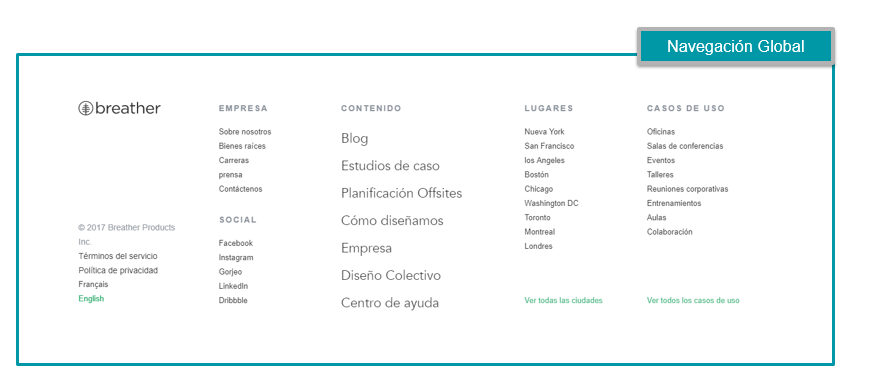 Navegación Global
breather
© 2017 Breather Products
Inc.
Términos del servicio
Política de privacidad
Français
English
EMPRESA
Sobre nosotros
Bienes raíces
Carreras
prensa
Contáctenos
SOCIAL
Facebook
Instagram
Gorjeo
LinkedIn
Dribbble
CONTENIDO
Blog
Estudios de caso
Planificación Offsites
Cómo diseñamos
Empresa
Diseño Colectivo
Centro de ayuda
LUGARES
Nueva York
San Francisco
los Angeles
Bostón
Chicago
Washington DC
Toronto
Montreal
Londres
Ver todas las ciudades
CASOS DE USO
Oficinas
Salas de conferencias
Eventos
Talleres
Reuniones corporativas
Entrenamientos
Aulas
Colaboración
Ver todos los casos de uso